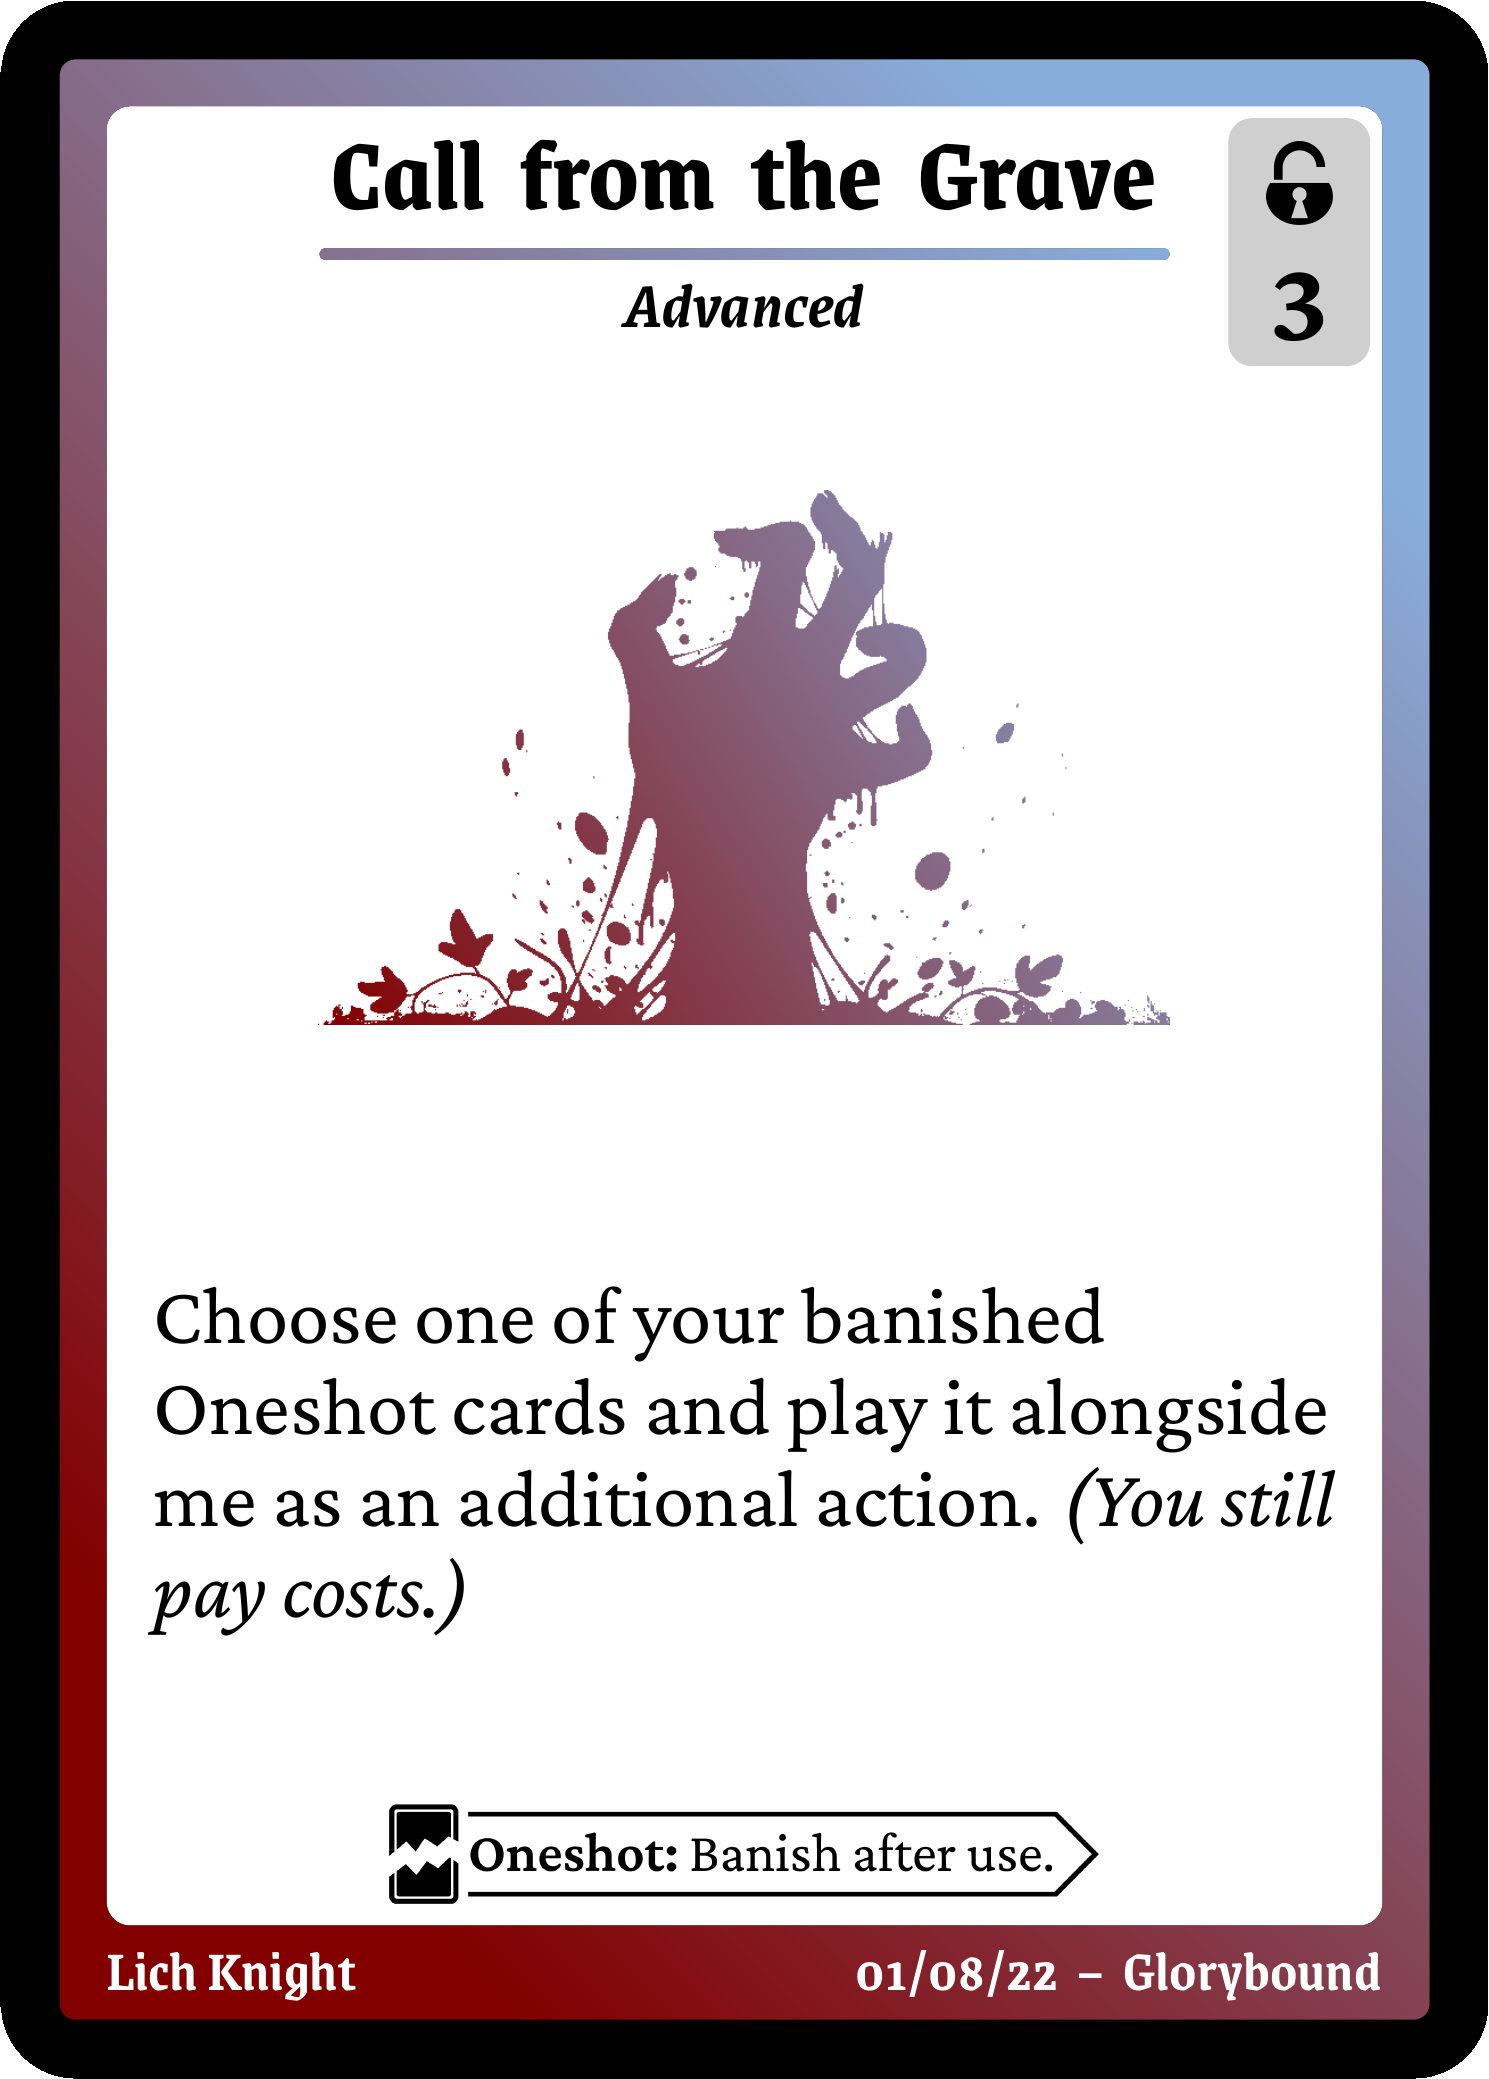 Call from the Grave
Advanced
3
Choose one of your banished
Oneshot cards and play it alongside
me as an additional action. (You still
pay costs.)
Oneshot: Banish after use.
Lich Knight
01/08/22 – Glorybound